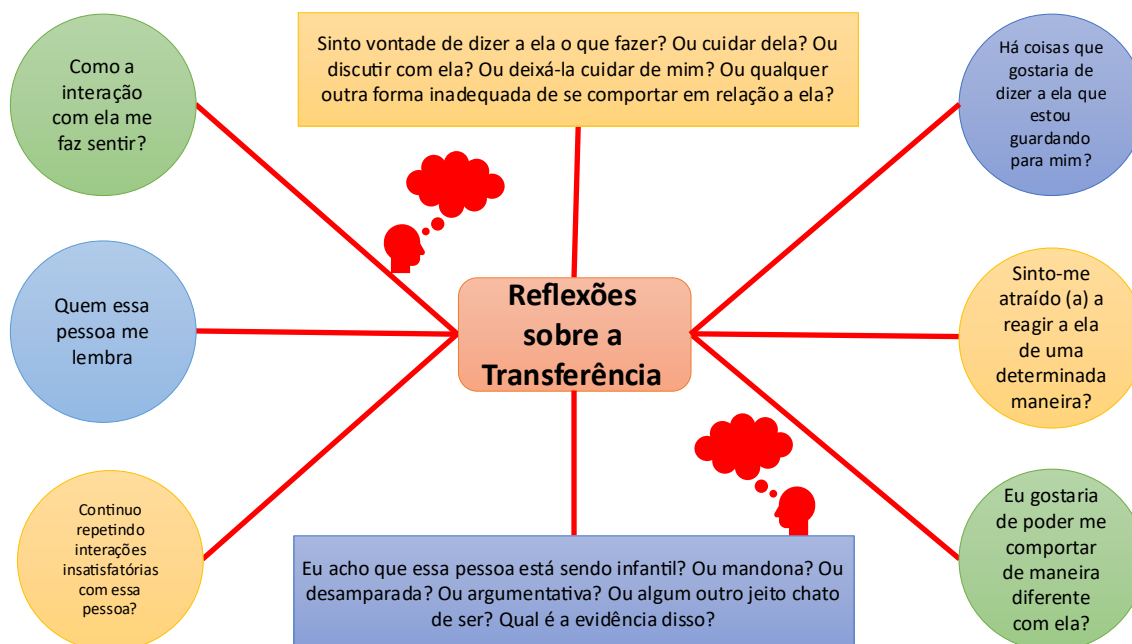 Como a
interação
com ela me
faz sentir?
Sinto vontade de dizer a ela o que fazer? Ou cuidar dela? Ou
discutir com ela? Ou deixá-la cuidar de mim? Ou qualquer
outra forma inadequada de se comportar em relação a ela?
Há coisas que
gostaria de
dizer a ela que
estou
guardando
para mim?
Quem essa
pessoa me
lembra
Reflexões
sobre a
Transferência
Sinto-me
atraído (a) a
reagir a ela
de uma
determinada
maneira?
Continuo
repetindo
interações
insatisfatórias
com essa
pessoa?
Eu acho que essa pessoa está sendo infantil? Ou mandona? Ou
desamparada? Ou argumentativa? Ou algum outro jeito chato
de ser? Qual é a evidência disso?
Eu gostaria
de poder me
comportar
de maneira
diferente
com ela?